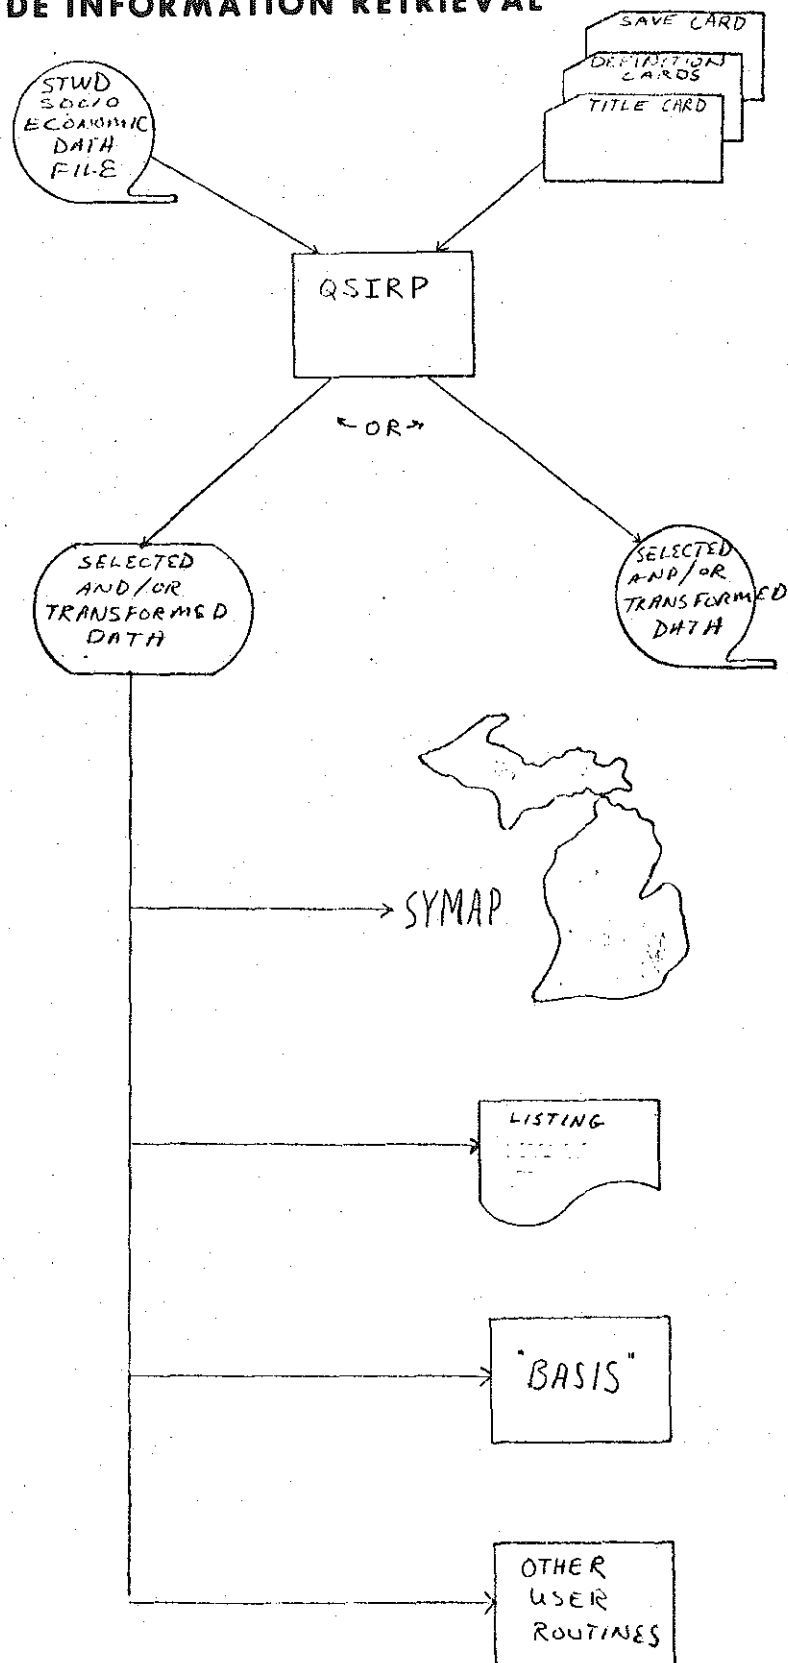 DE INFORMATION RETRIEVAL
SAVE CARD
DEFINITION
CARDS
TITLE CARD
STWD
SOCIO
ECONOMIC
DATA
FILE
QSIRP
OR
SELECTED
AND/OR
TRANSFORMED
DATA
SELECTED
AND/OR
TRANSFORMED
DATA
SYMAP
LISTING
"BASIS"
OTHER
USER
ROUTINES